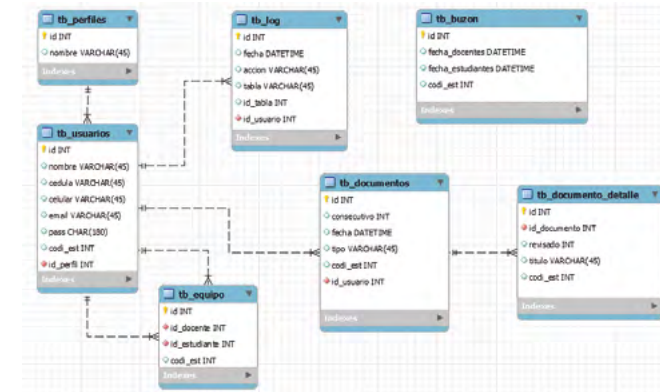 tb_perfiles
id INT
nombre VARCHAR(45)
Indexes
tb_log
id INT
fecha DATETIME
accion VARCHAR(45)
tabla VARCHAR(45)
id_tabla INT
id_usuario INT
Indexes
tb_buzon
id INT
fecha_docentes DATETIME
fecha_estudiantes DATETIME
codi_est INT
Indexes
tb_usuarios
id INT
nombre VARCHAR(45)
cedula VARCHAR(45)
celular VARCHAR(45)
email VARCHAR(45)
pass CHAR(180)
codi_est INT
id_perfil INT
Indexes
tb_documentos
id INT
consecutivo INT
fecha DATETIME
tipo VARCHAR(45)
codi_est INT
id_usuario INT
Indexes
tb_documento_detalle
id INT
id_documento INT
revisado INT
titulo VARCHAR(45)
codi_est INT
Indexes
tb_equipo
id INT
id_docente INT
id_estudiante INT
codi_est INT
Indexes